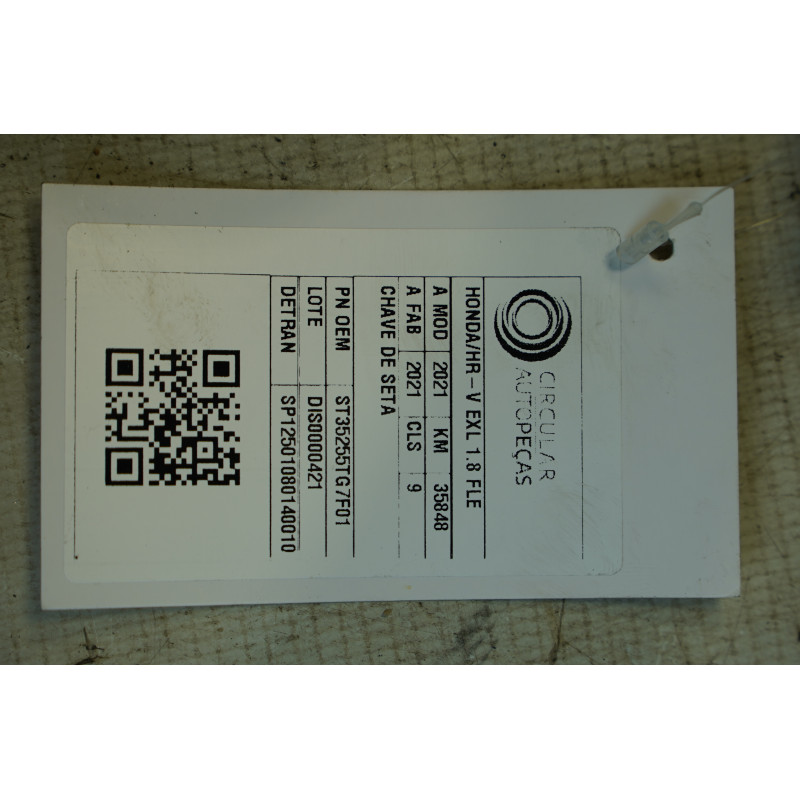 CIRCULAR
AUTOPEÇAS
HONDA/HR-V EXL 1.8 FLE
A MOD 2021 KM 35848
A FAB 2021 CLS 9
CHAVE DE SETA
PN OEM ST35255TG7F01
LOTE DIS0000421
DETRAN SP12501080140010